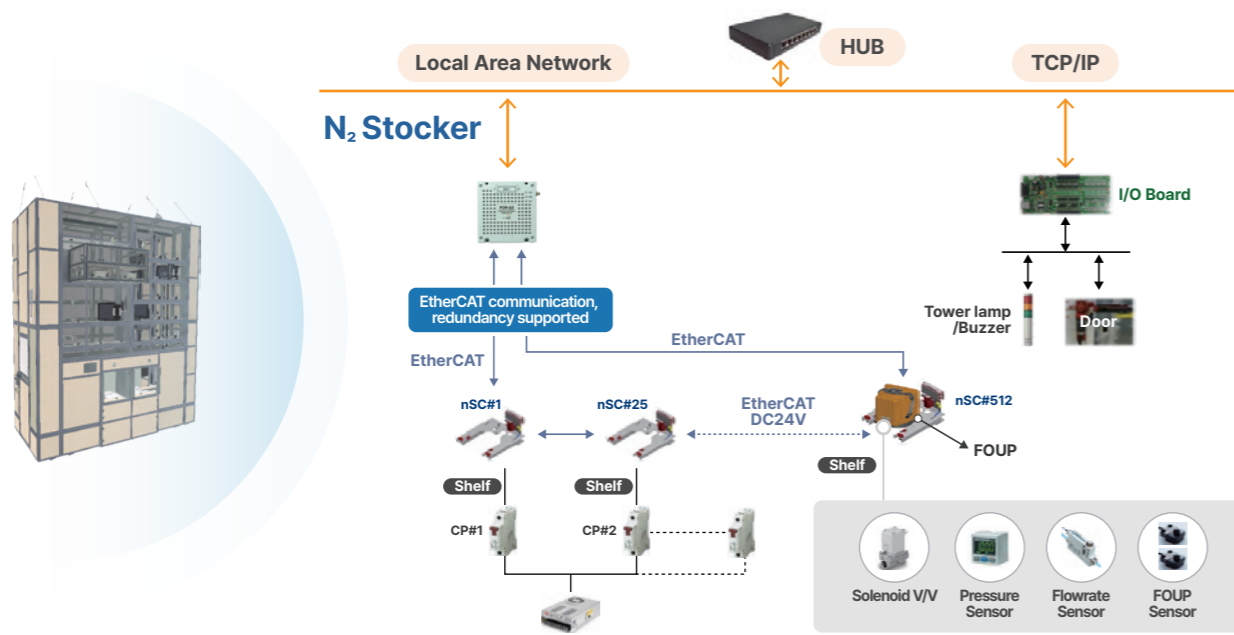 HUB
Local Area Network
TCP/IP
N₂ Stocker
I/O Board
EtherCAT communication,
redundancy supported
Tower lamp
/Buzzer
Door
EtherCAT
EtherCAT
nSC#1
nSC#25
EtherCAT
DC24V
nSC#512
FOUP
Shelf
Shelf
Shelf
CP#1
CP#2
Solenoid V/V
Pressure
Sensor
Flowrate
Sensor
FOUP
Sensor